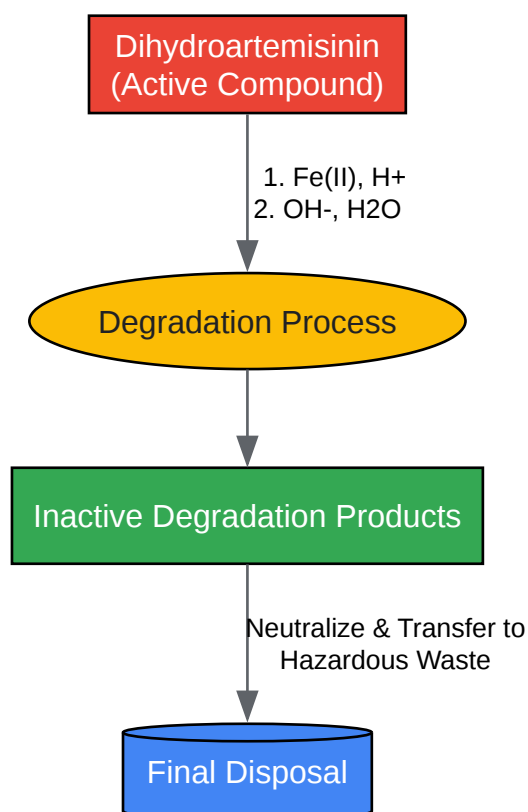 Dihydroartemisinin
(Active Compound)
1. Fe(II), H+
2. OH-, H2O
Degradation Process
Inactive Degradation Products
Neutralize & Transfer to
Hazardous Waste
Final Disposal